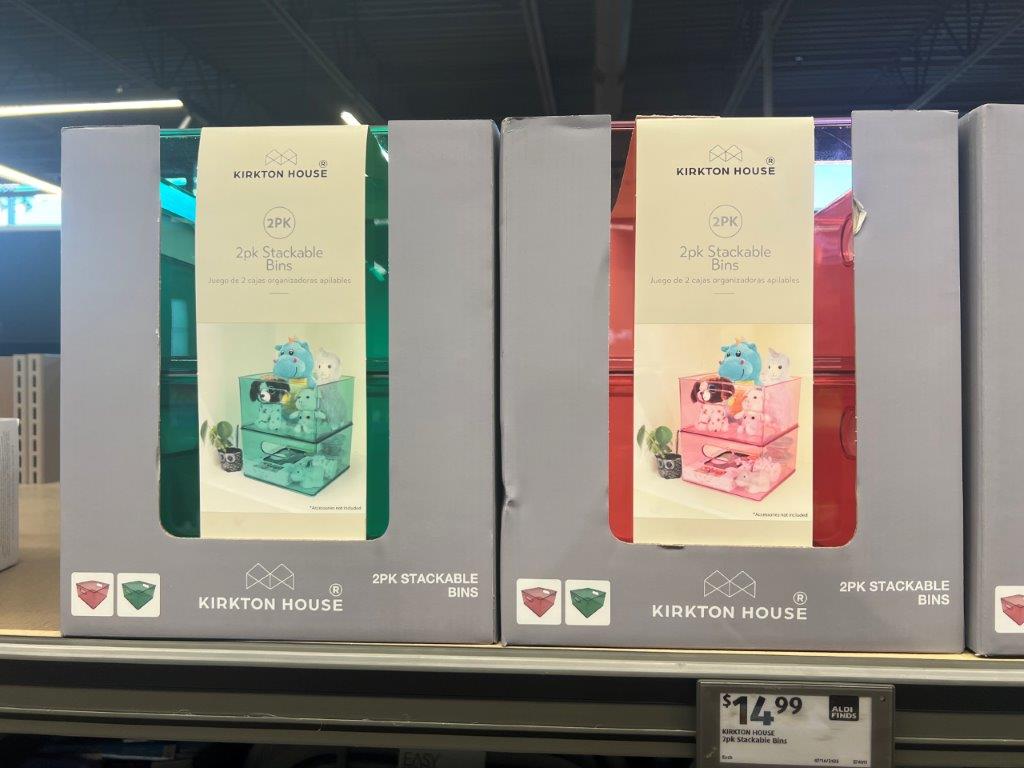 KIRKTON HOUSE ®
2PK
2pk Stackable
Bins
Juego de 2 cajas organizadoras apilables
*Accessories not included
KIRKTON HOUSE ®
2PK STACKABLE
BINS
KIRKTON HOUSE ®
2PK
2pk Stackable
Bins
Juego de 2 cajas organizadoras apilables
*Accessories not included
KIRKTON HOUSE ®
2PK STACKABLE
BINS
$14.99
ALDI
FINDS
KIRKTON HOUSE
2pk Stackable Bins
Each
EASY